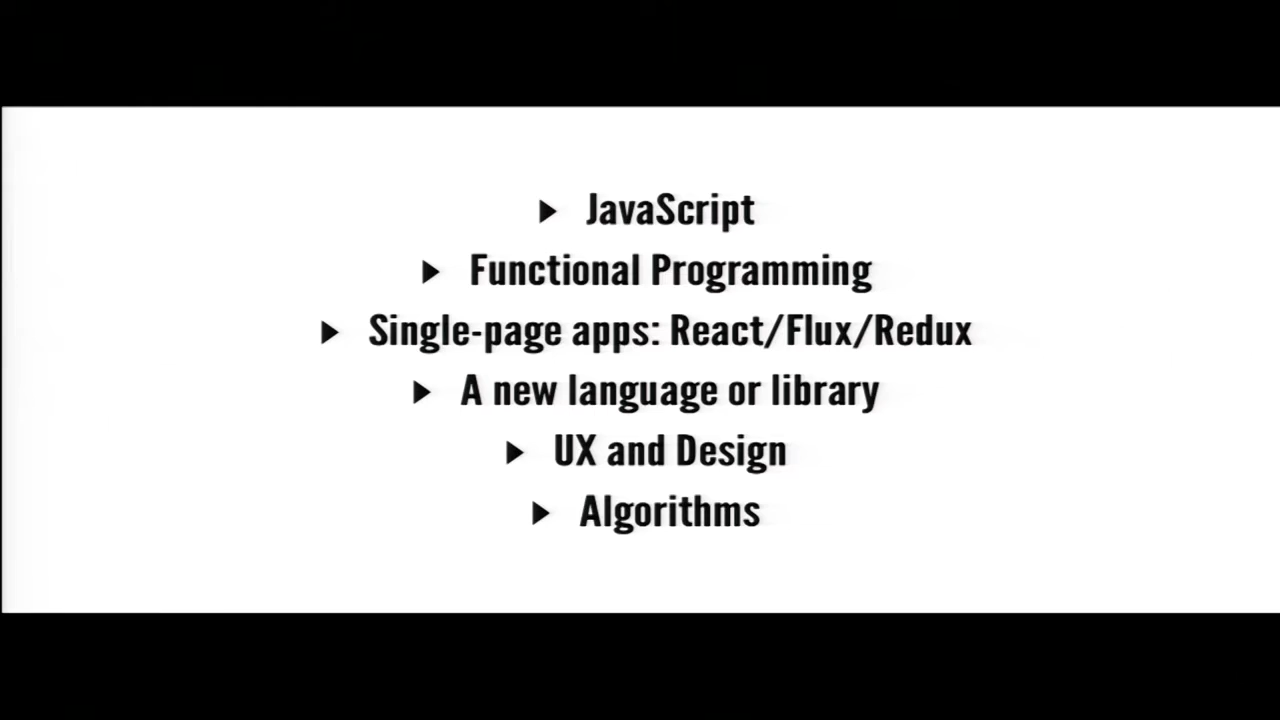 ▶ JavaScript
▶ Functional Programming
▶ Single-page apps: React/Flux/Redux
▶ A new language or library
▶ UX and Design
▶ Algorithms